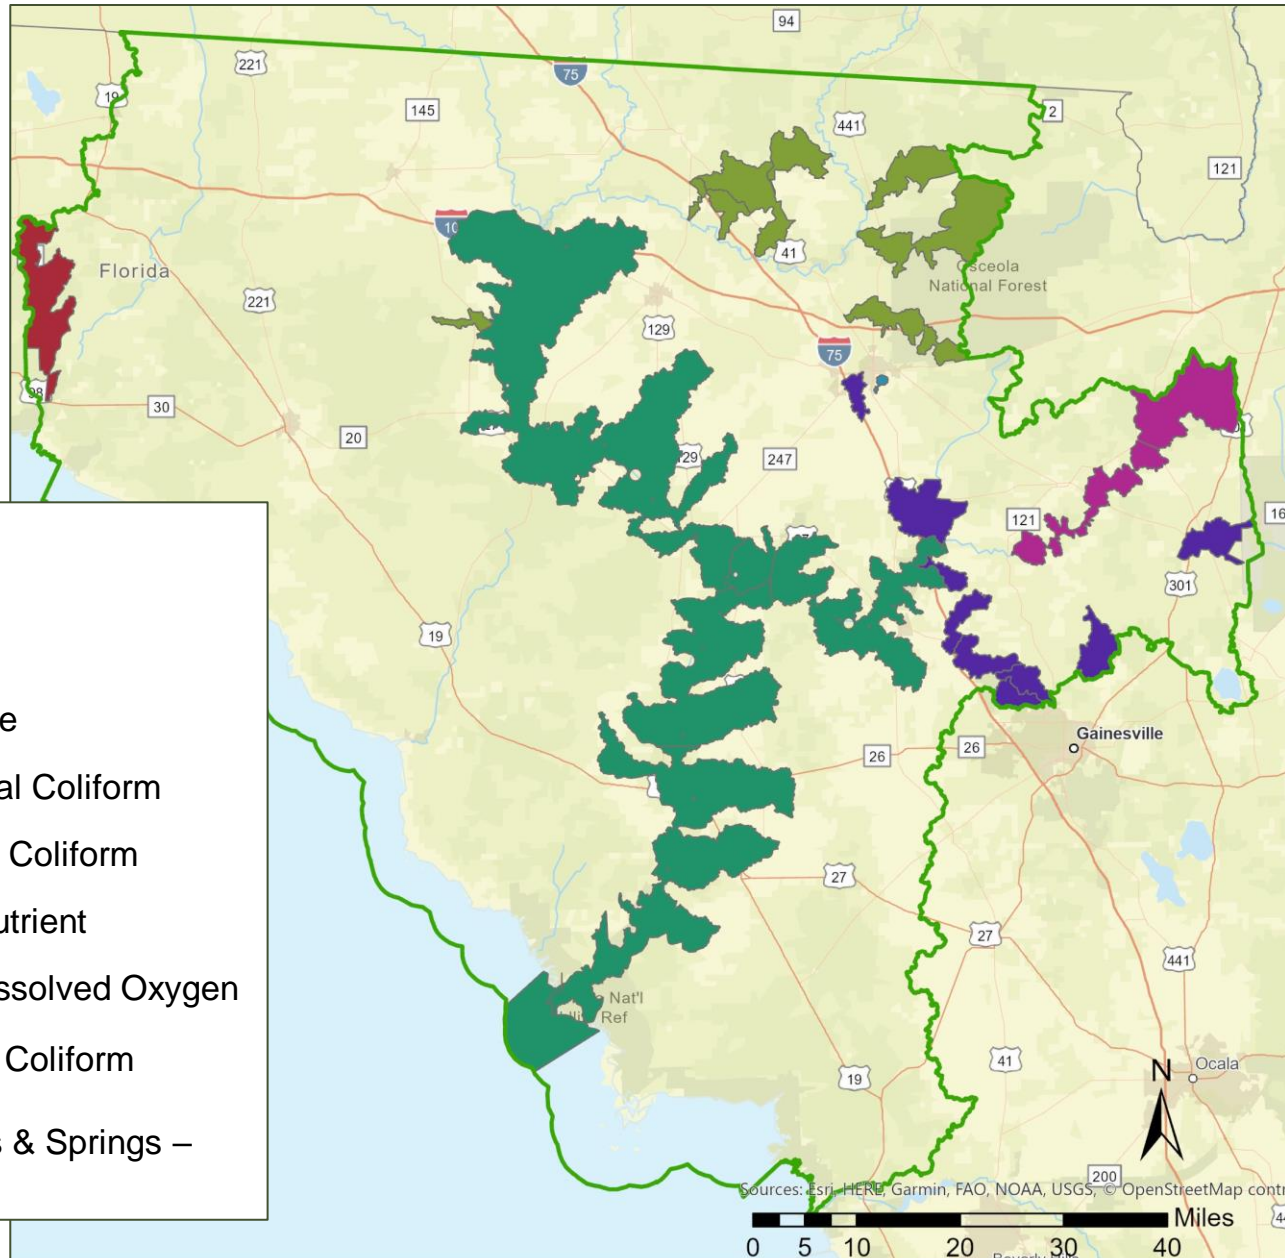 94
221
75
19
145
441
2
121
10
41
Florida
Osceola
National Forest
221
129
75
98
30
20
129
247
121
16
301
19
26
26
Gainesville
e
al Coliform
Coliform
utrient
ssolved Oxygen
Coliform
s & Springs –
27
27
441
Nat'l
Ref
41
19
N
Ocala
200
Sources: Esri, HERE, Garmin, FAO, NOAA, USGS, © OpenStreetMap contr
Miles
0 5 10 20 30 40